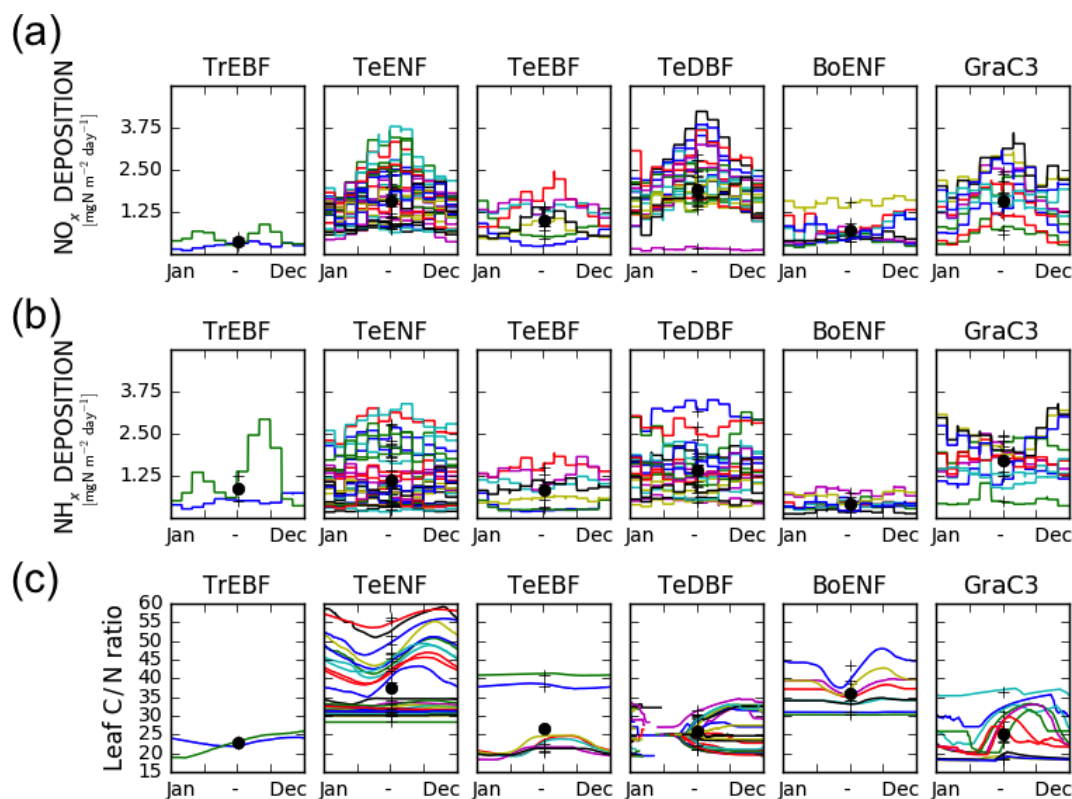 (a)
TrEBF TeENF TeEBF TeDBF BoENF GraC3
NOx DEPOSITION
[mgN m−2 day−1]
3.75
2.50
1.25
Jan - Dec Jan - Dec Jan - Dec Jan - Dec Jan - Dec Jan - Dec
(b)
TrEBF TeENF TeEBF TeDBF BoENF GraC3
NHx DEPOSITION
[mgN m−2 day−1]
3.75
2.50
1.25
Jan - Dec Jan - Dec Jan - Dec Jan - Dec Jan - Dec Jan - Dec
(c)
TrEBF TeENF TeEBF TeDBF BoENF GraC3
Leaf C/N ratio
60
55
50
45
40
35
30
25
20
15
Jan - Dec Jan - Dec Jan - Dec Jan - Dec Jan - Dec Jan - Dec